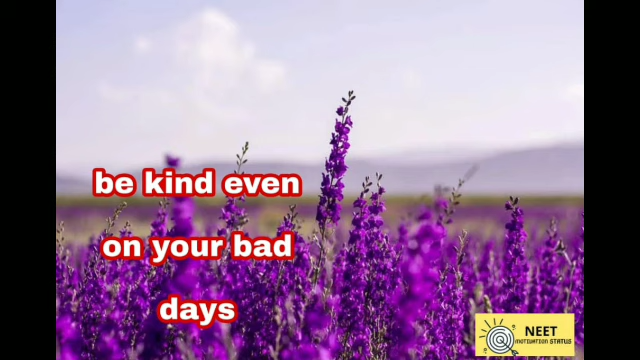 be kind even
on your bad
days
NEET
MOTIVATION STATUS